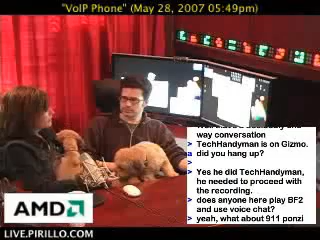 "VoIP Phone" (May 28, 2007 05:49pm)
way conversation
> TechHandyman is on Gizmo.
a did you hang up?
>
> Yes he did TechHandyman,
he needed to proceed with
the recording.
> does anyone here play BF2
and use voice chat?
> yeah, what about 911 ponzi
AMD
LIVE.PIRILLO.COM